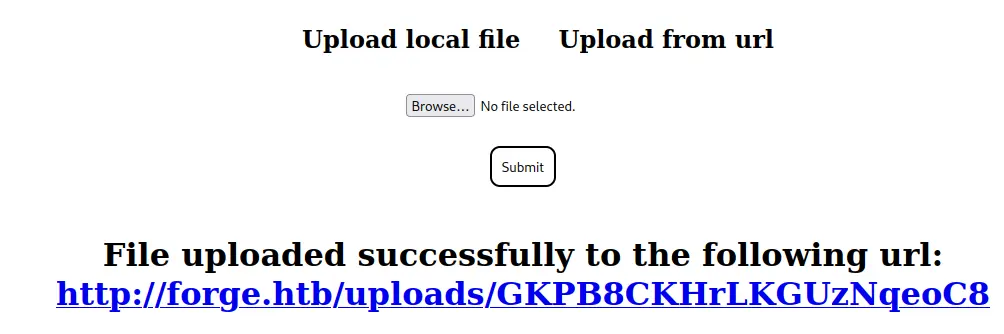 Upload local file Upload from url
Browse... No file selected.
Submit
File uploaded successfully to the following url:
http://forge.htb/uploads/GKPB8CKHrLKGUzNqeoC8